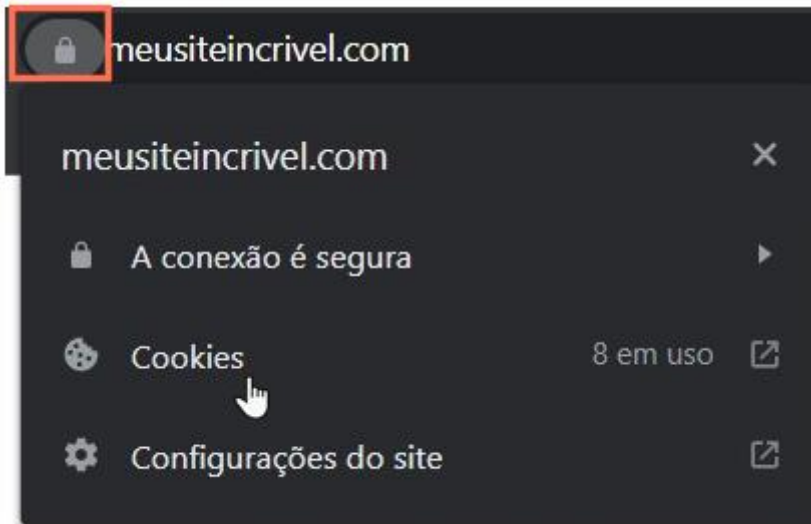 meusiteincrivel.com
meusiteincrivel.com
A conexão é segura
Cookies 8 em uso
Configurações do site